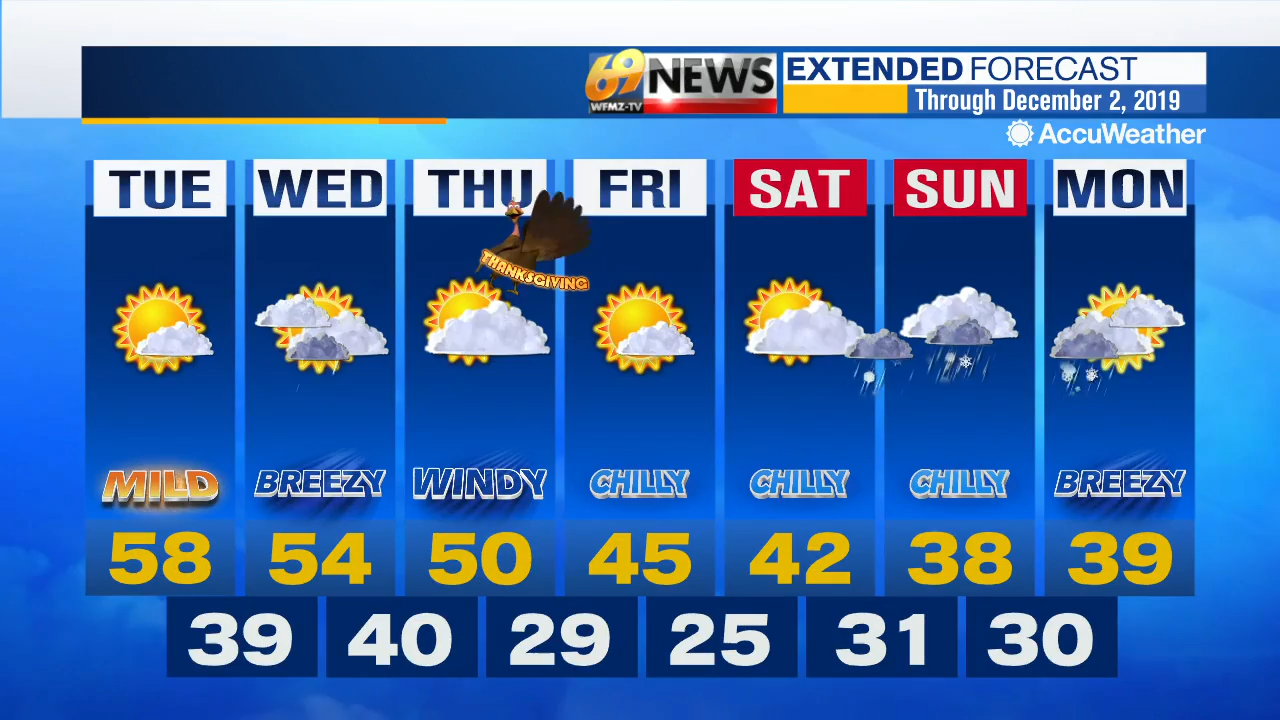 69 NEWS
WFMZ-TV
EXTENDED FORECAST
Through December 2, 2019
AccuWeather
TUE WED THU FRI SAT SUN MON
THANKSGIVING
MILD BREEZY WINDY CHILLY CHILLY CHILLY BREEZY
58 54 50 45 42 38 39
39 40 29 25 31 30